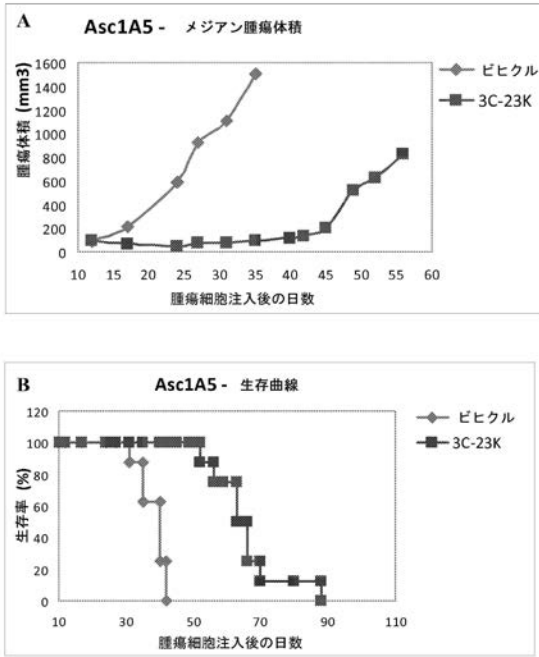 A
Asc1A5 - メジアン腫瘍体積
腫瘍体積 (mm3)
1600
1400
1200
1000
800
600
400
200
0
10 15 20 25 30 35 40 45 50 55 60
腫瘍細胞注入後の日数
ビヒクル
3C-23K
B
Asc1A5 - 生存曲線
生存率 (%)
120
100
80
60
40
20
0
10 30 50 70 90 110
腫瘍細胞注入後の日数
ビヒクル
3C-23K